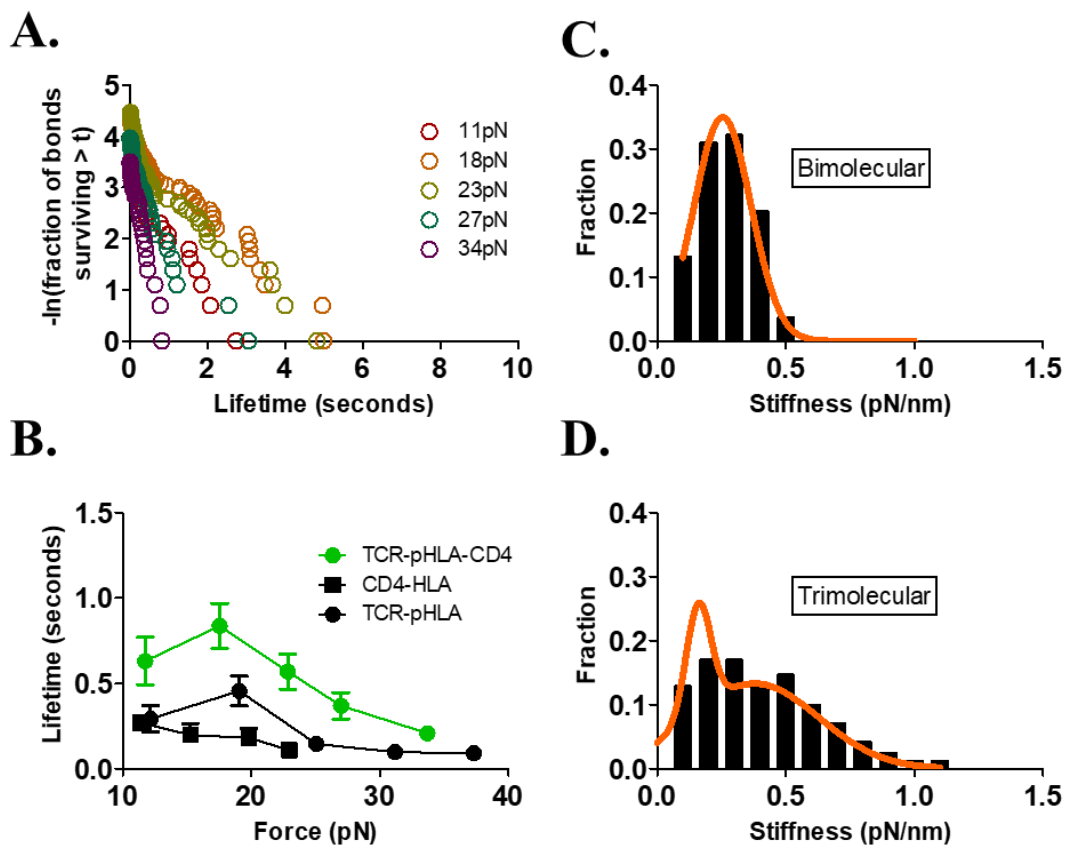 A.
-ln(fraction of bonds
surviving > t)
5
4
3
2
1
0
0 2 4 6 8 10
Lifetime (seconds)
11pN
18pN
23pN
27pN
34pN
B.
Lifetime (seconds)
1.5
1.0
0.5
0.0
10 20 30 40
Force (pN)
TCR-pHLA-CD4
CD4-HLA
TCR-pHLA
C.
Fraction
0.4
0.3
0.2
0.1
0.0
0.0 0.5 1.0 1.5
Stiffness (pN/nm)
Bimolecular
D.
Fraction
0.4
0.3
0.2
0.1
0.0
0.0 0.5 1.0 1.5
Stiffness (pN/nm)
Trimolecular